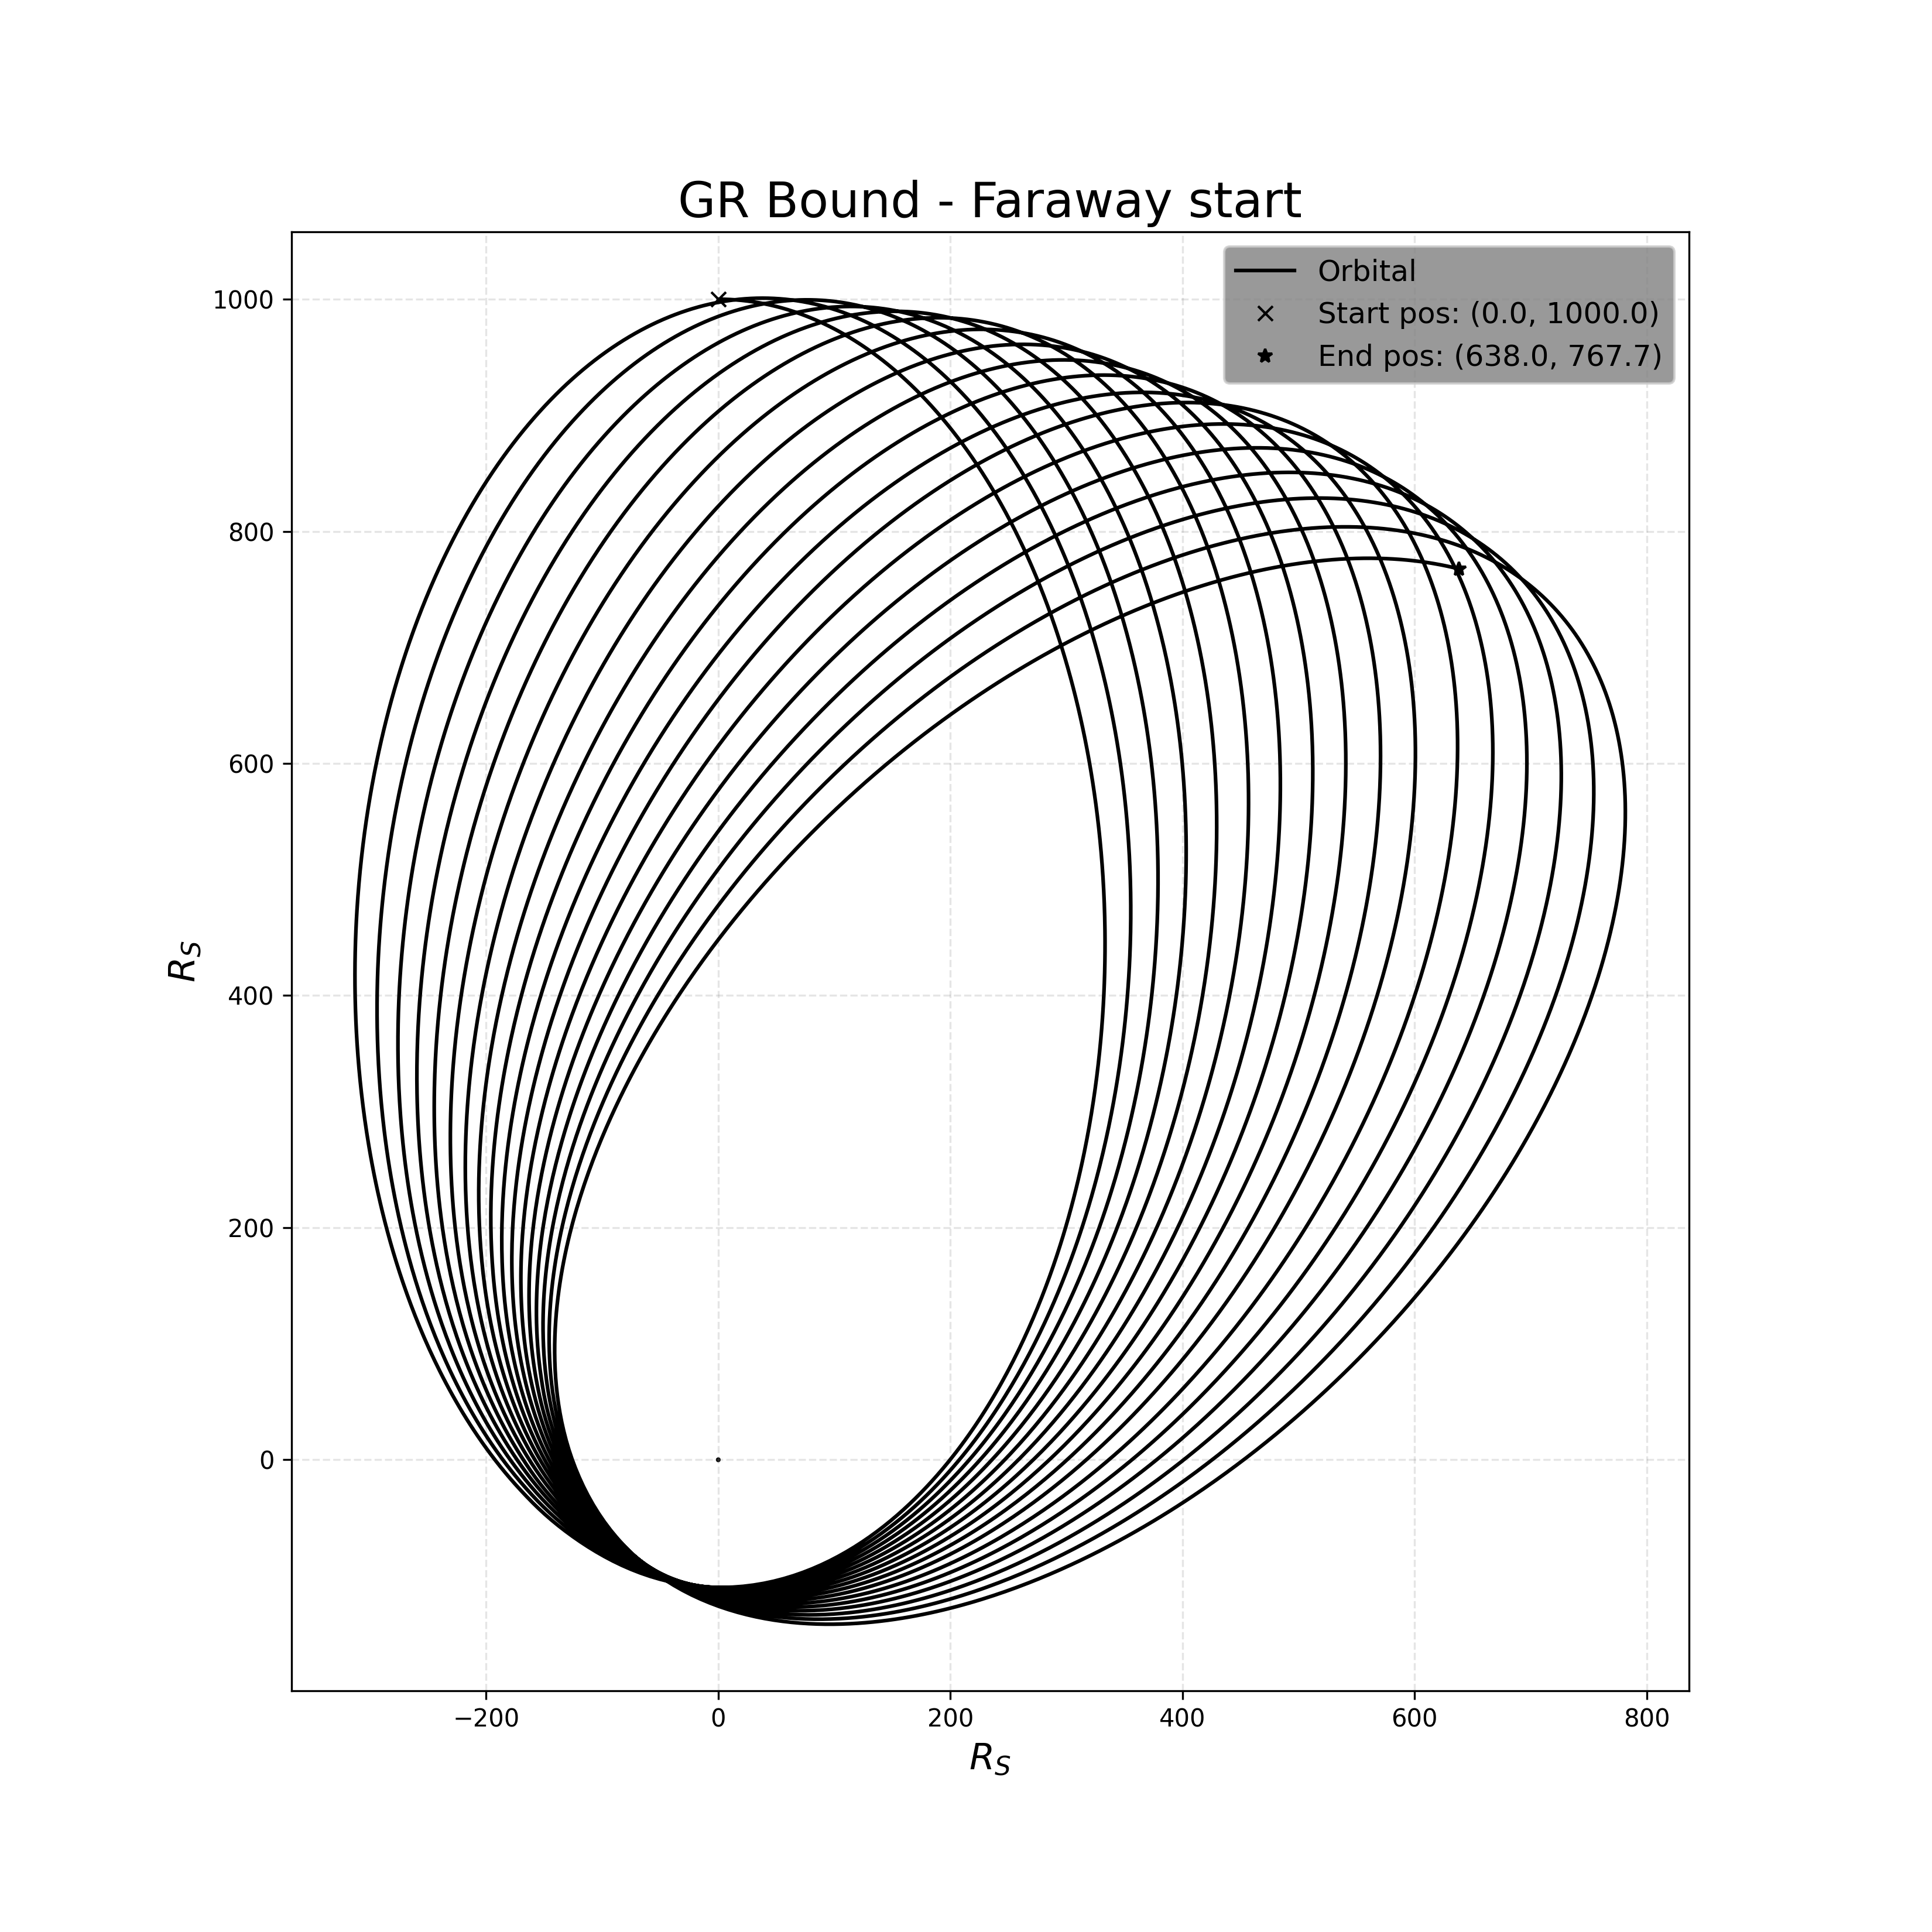 GR Bound - Faraway start
Orbital
Start pos: (0.0, 1000.0)
End pos: (638.0, 767.7)
1000
800
600
400
200
0
R_S
−200 0 200 400 600 800
R_S